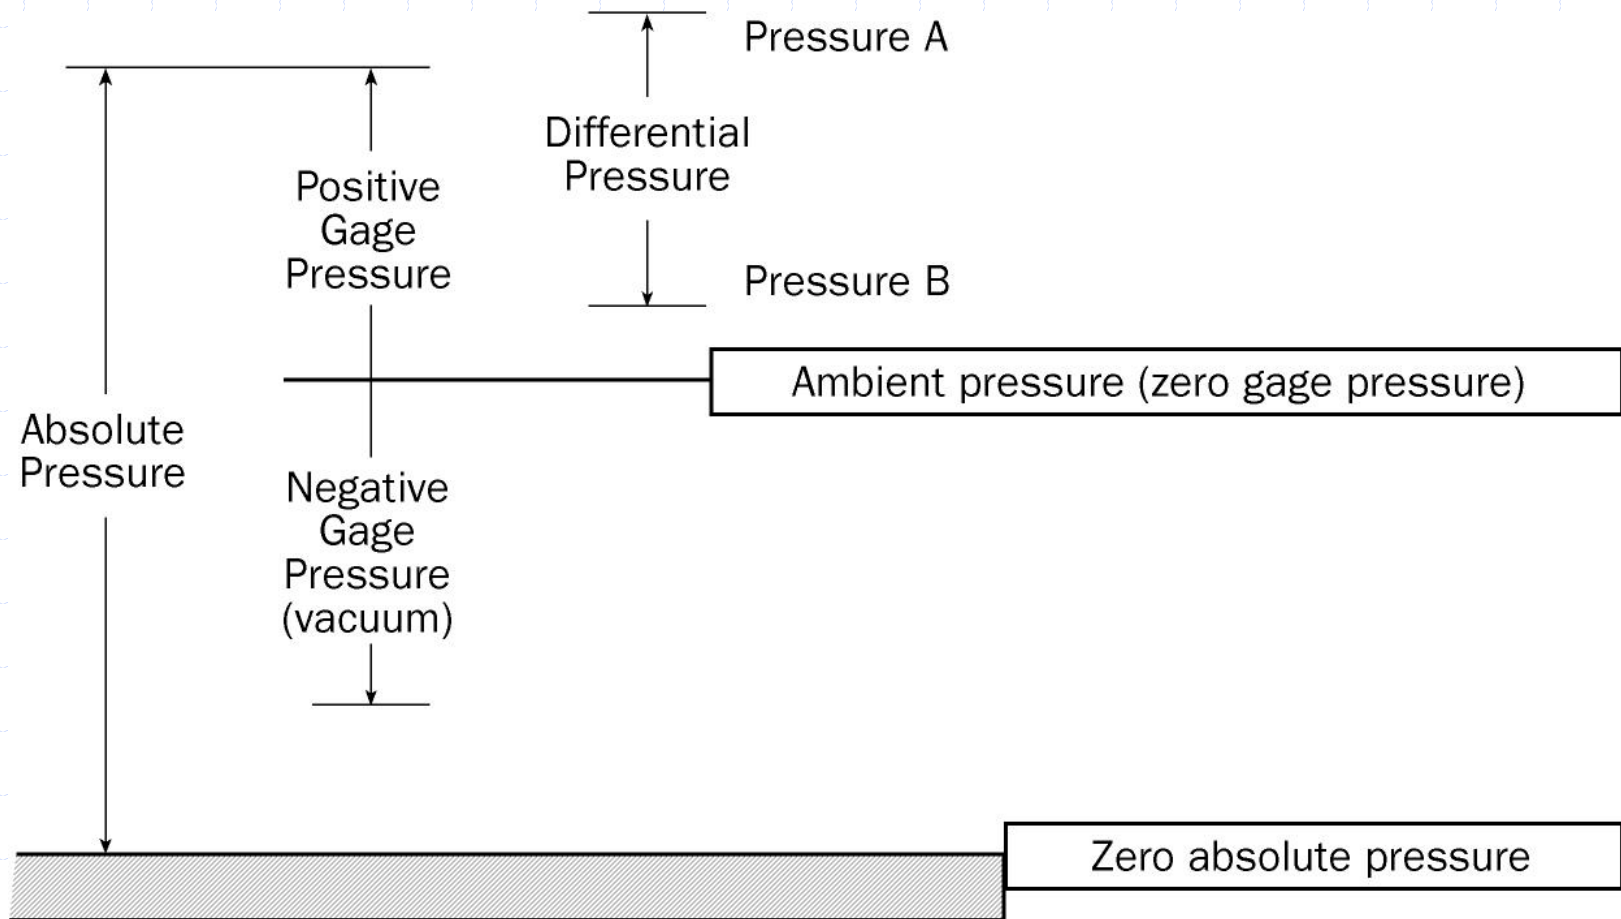 Pressure A
Differential
Pressure
Positive
Gage
Pressure
Pressure B
Ambient pressure (zero gage pressure)
Absolute
Pressure
Negative
Gage
Pressure
(vacuum)
Zero absolute pressure